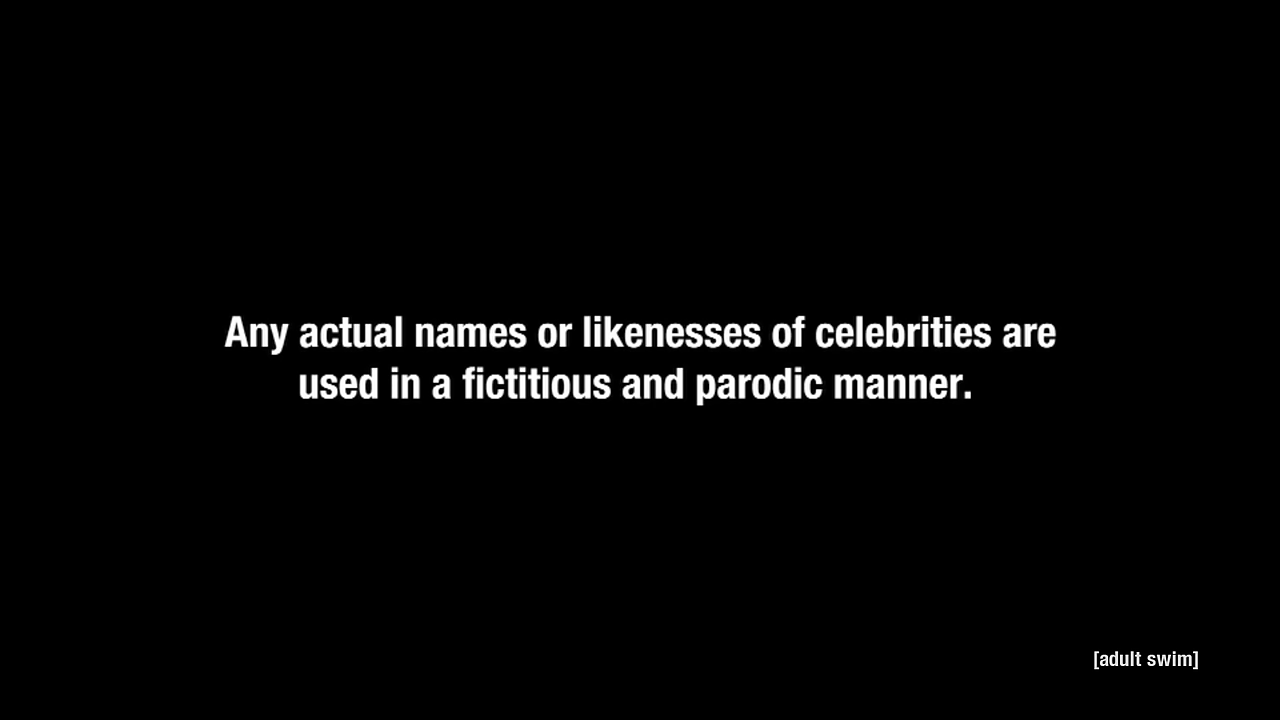 Any actual names or likenesses of celebrities are
used in a fictitious and parodic manner.
[adult swim]